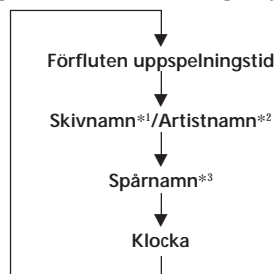 Förfluten uppspelningstid
Skivnamn*1/Artistnamn*2
Spårnamn*3
Klocka